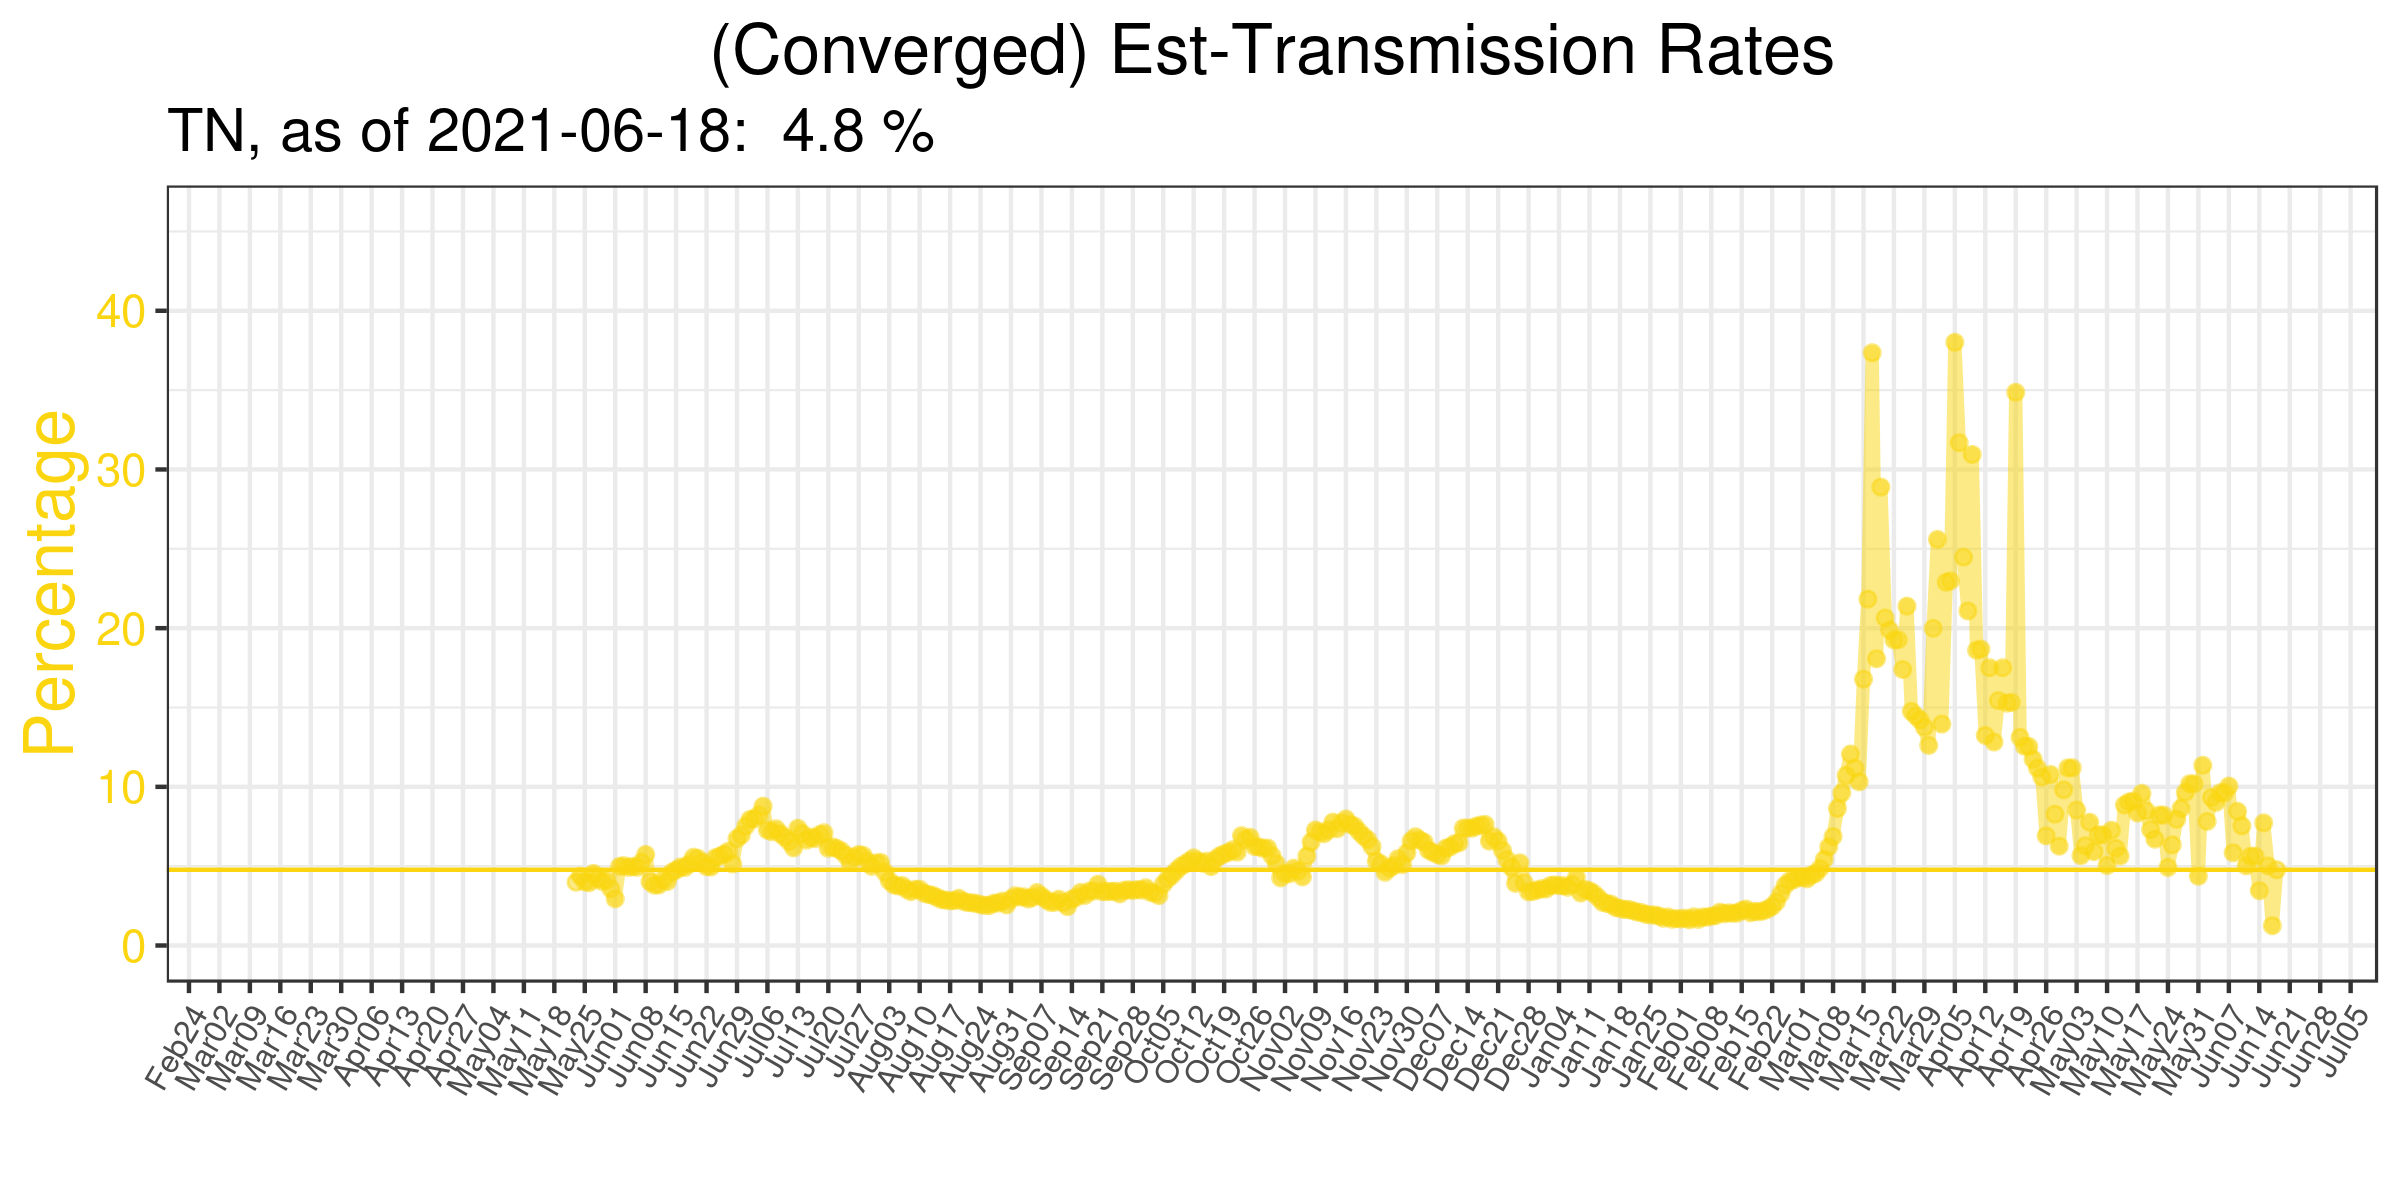 (Converged) Est-Transmission Rates
TN, as of 2021-06-18:  4.8 %
Percentage
40
30
20
10
0
Feb24
Mar02
Mar09
Mar16
Mar23
Mar30
Apr06
Apr13
Apr20
Apr27
May04
May11
May18
May25
Jun01
Jun08
Jun15
Jun22
Jun29
Jul06
Jul13
Jul20
Jul27
Aug03
Aug10
Aug17
Aug24
Aug31
Sep07
Sep14
Sep21
Sep28
Oct05
Oct12
Oct19
Oct26
Nov02
Nov09
Nov16
Nov23
Nov30
Dec07
Dec14
Dec21
Dec28
Jan04
Jan11
Jan18
Jan25
Feb01
Feb08
Feb15
Feb22
Mar01
Mar08
Mar15
Mar22
Mar29
Apr05
Apr12
Apr19
Apr26
May03
May10
May17
May24
May31
Jun07
Jun14
Jun21
Jun28
Jul05